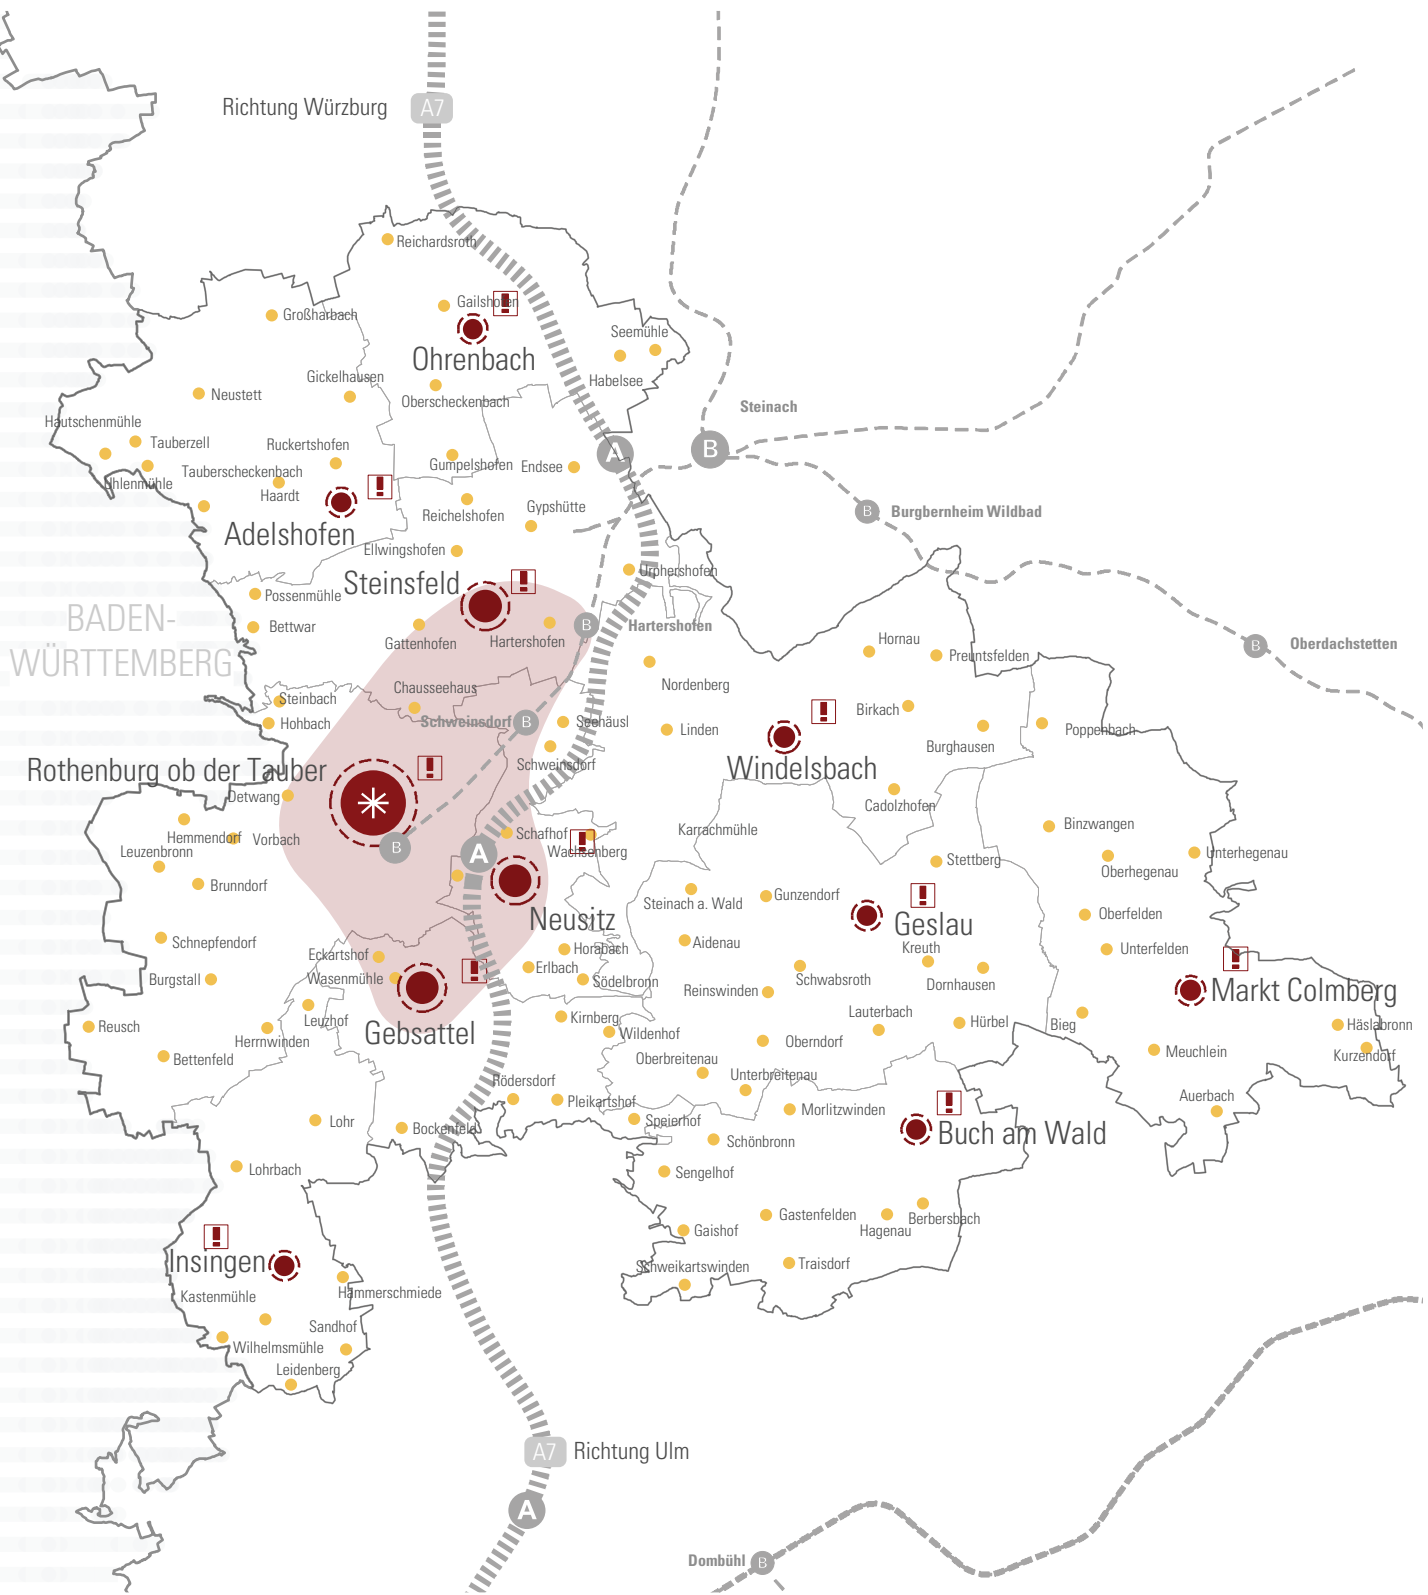 Richtung Würzburg
A7
Reichardsroth
Großharbach
Gailshofen
Ohrenbach
Seemühle
Habelsee
Gickelhausen
Neustett
Oberscheckenbach
Steinach
Hautschenmühle
Tauberzell
Ruckertshofen
A
B
Gumpelshofen
Endsee
Uhlenmühle
Tauberscheckenbach
Haardt
Adelshofen
Reichelshofen
Gypshütte
B
Burgbernheim Wildbad
Ellwingshofen
Urphershofen
Steinsfeld
Possenmühle
BADEN-
WÜRTTEMBERG
Bettwar
Gattenhofen
Hartershofen
B
Hartershofen
Hornau
Preuntsfelden
B
Oberdachstetten
Nordenberg
Chausseehaus
Steinbach
Hohbach
Schweinsdorf
B
Seehäusl
Linden
Birkach
Burghausen
Poppenbach
Schweinsdorf
Windelsbach
Rothenburg ob der Tauber
Detwang
Cadolzhofen
Hemmendorf
Vorbach
B
A
Schafhof
Wachsenberg
Karrachmühle
Binzwangen
Leuzenbronn
Brunndorf
Stettberg
Oberhegenau
Unterhegenau
Neusitz
Steinach a. Wald
Gunzendorf
Geslau
Oberfelden
Schnepfendorf
Eckartshof
Horabach
Aidenau
Kreuth
Unterfelden
Burgstall
Wasenmühle
Erlbach
Södelbronn
Reinswinden
Schwabsroth
Dornhausen
Markt Colmberg
Reusch
Leuzhof
Herrnwinden
Gebsattel
Kirnberg
Wildenhof
Lauterbach
Hürbel
Bieg
Häslabronn
Oberndorf
Bettenfeld
Oberbreitenau
Meuchlein
Kurzendorf
Rödersdorf
Unterbreitenau
Pleikartshof
Morlitzwinden
Auerbach
Lohr
Bockenfeld
Speierhof
Schönbronn
Buch am Wald
Lohrbach
Sengelhof
Gastenfelden
Gaishof
Hagenau
Berbersbach
Insingen
Schweikartswinden
Traisdorf
Kastenmühle
Hammerschmiede
Sandhof
Wilhelmsmühle
Leidenberg
A7
Richtung Ulm
A
Dombühl
B